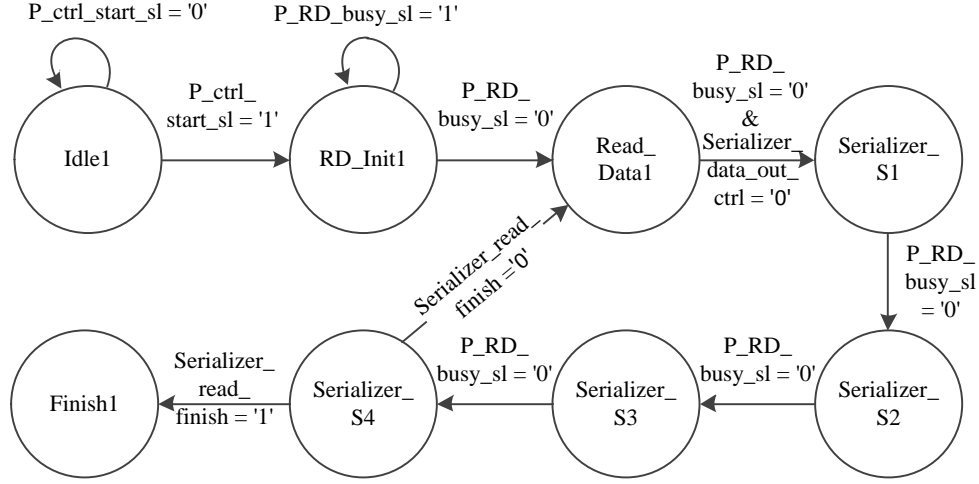 P_ctrl_start_sl = '0'
P_RD_busy_sl = '1'
Idle1
P_ctrl_
start_sl = '1'
RD_Init1
P_RD_
busy_sl = '0'
Read_
Data1
P_RD_
busy_sl = '0'
&
Serializer_
data_out_
ctrl = '0'
Serializer_
S1
P_RD_
busy_sl
= '0'
Serializer_read_
finish ='0'
Finish1
Serializer_
read_
finish = '1'
Serializer_
S4
P_RD_
busy_sl = '0'
Serializer_
S3
P_RD_
busy_sl = '0'
Serializer_
S2